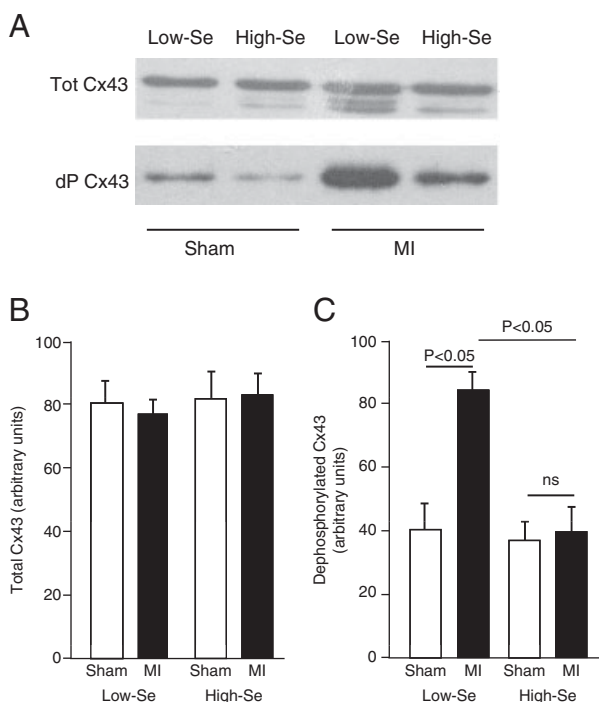 A
Low-Se High-Se Low-Se High-Se
Tot Cx43
dP Cx43
Sham MI
B
Total Cx43 (arbitrary units)
100
80
60
40
20
0
Sham MI Sham MI
Low-Se High-Se
C
Dephosphorylated Cx43
(arbitrary units)
100
80
60
40
20
0
P<0.05
P<0.05
ns
Sham MI Sham MI
Low-Se High-Se